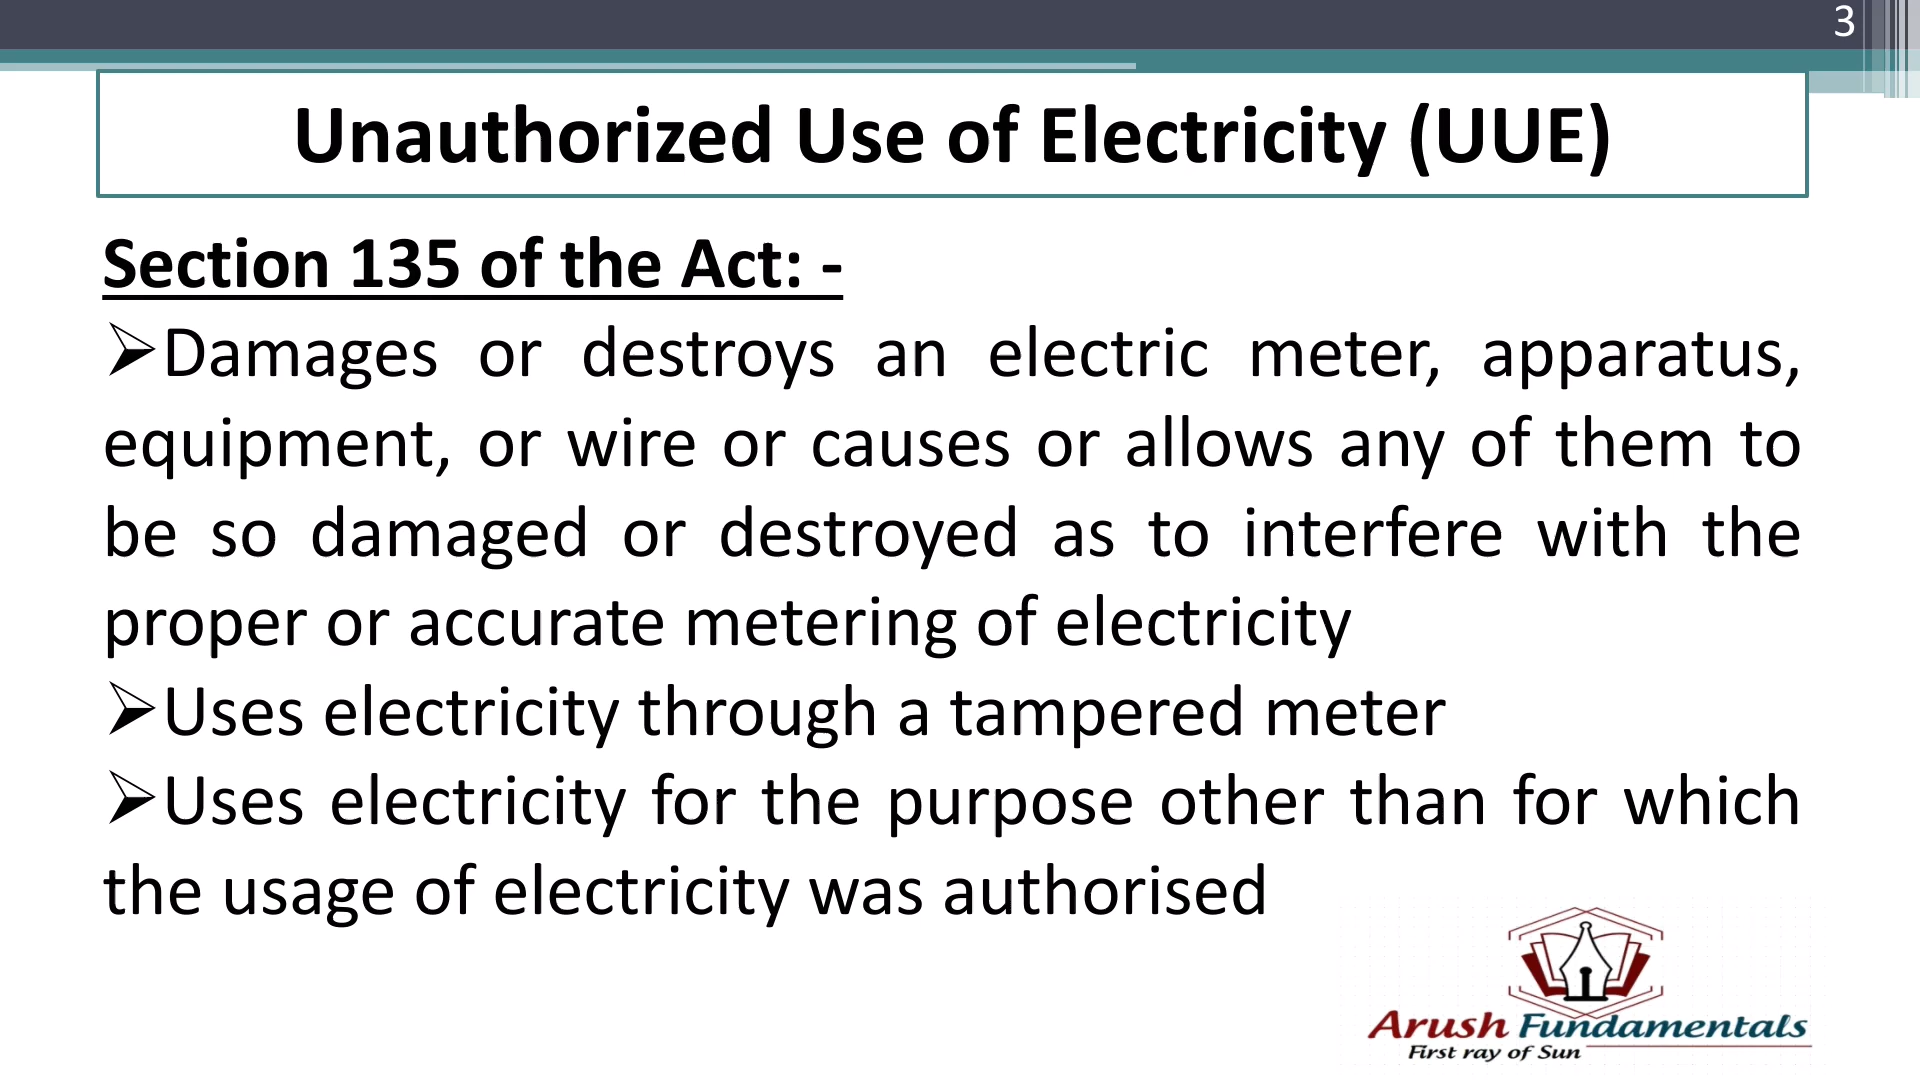 3
Unauthorized Use of Electricity (UUE)
Section 135 of the Act: -
➢Damages or destroys an electric meter, apparatus,
equipment, or wire or causes or allows any of them to
be so damaged or destroyed as to interfere with the
proper or accurate metering of electricity
➢Uses electricity through a tampered meter
➢Uses electricity for the purpose other than for which
the usage of electricity was authorised
Arush Fundamentals
First ray of Sun